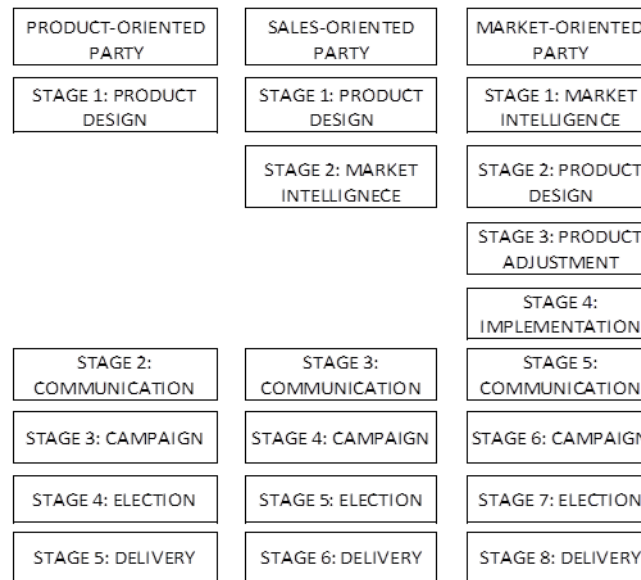 PRODUCT-ORIENTED
PARTY
STAGE 1: PRODUCT
DESIGN
STAGE 2:
COMMUNICATION
STAGE 3: CAMPAIGN
STAGE 4: ELECTION
STAGE 5: DELIVERY
SALES-ORIENTED
PARTY
STAGE 1: PRODUCT
DESIGN
STAGE 2: MARKET
INTELLIGNECE
STAGE 3:
COMMUNICATION
STAGE 4: CAMPAIGN
STAGE 5: ELECTION
STAGE 6: DELIVERY
MARKET-ORIENTED
PARTY
STAGE 1: MARKET
INTELLIGENCE
STAGE 2: PRODUCT
DESIGN
STAGE 3: PRODUCT
ADJUSTMENT
STAGE 4:
IMPLEMENTATION
STAGE 5:
COMMUNICATION
STAGE 6: CAMPAIGN
STAGE 7: ELECTION
STAGE 8: DELIVERY